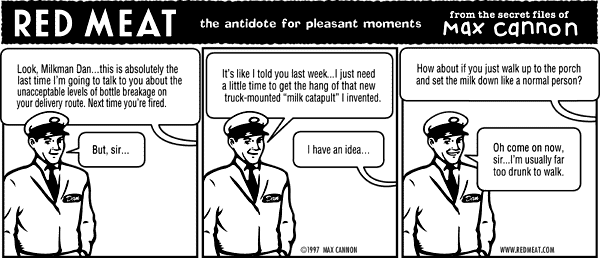 RED MEAT
the antidote for pleasant moments
from the secret files of
max cannon
Look, Milkman Dan...this is absolutely the
last time I'm going to talk to you about the
unacceptable levels of bottle breakage on
your delivery route. Next time you're fired.
But, sir...
Dan
It's like I told you last week...I just need
a little time to get the hang of that new
truck-mounted "milk catapult" I invented.
I have an idea...
Dan
©1997 MAX CANNON
How about if you just walk up to the porch
and set the milk down like a normal person?
Oh come on now,
sir...I'm usually far
too drunk to walk.
Dan
WWW.REDMEAT.COM